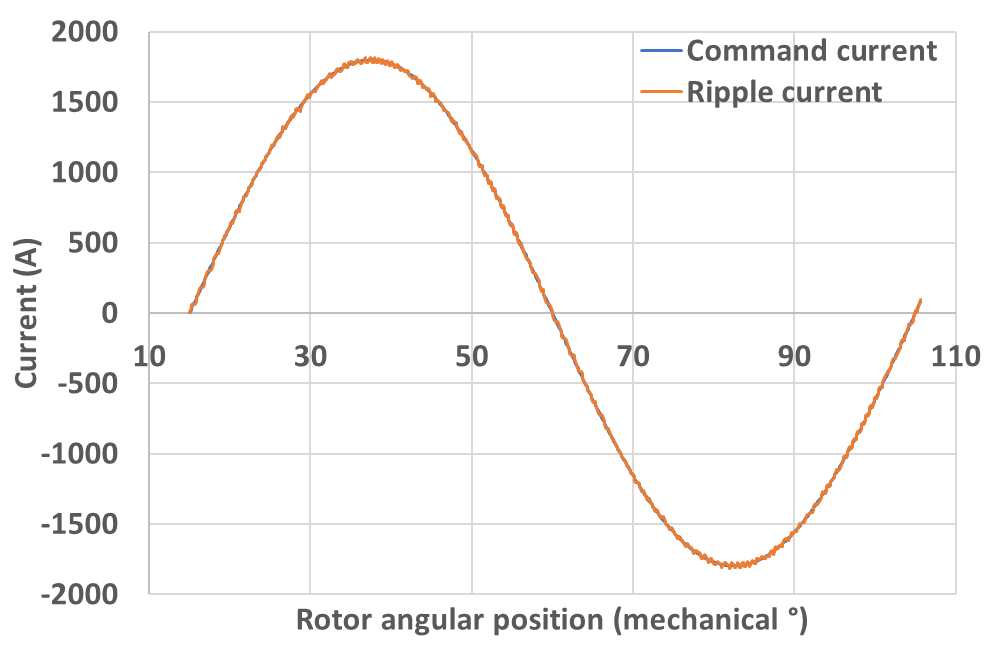 2000
Command current
Ripple current
1500
1000
500
0
10 30 50 70 90 110
-500
-1000
-1500
-2000
Current (A)
Rotor angular position (mechanical °)